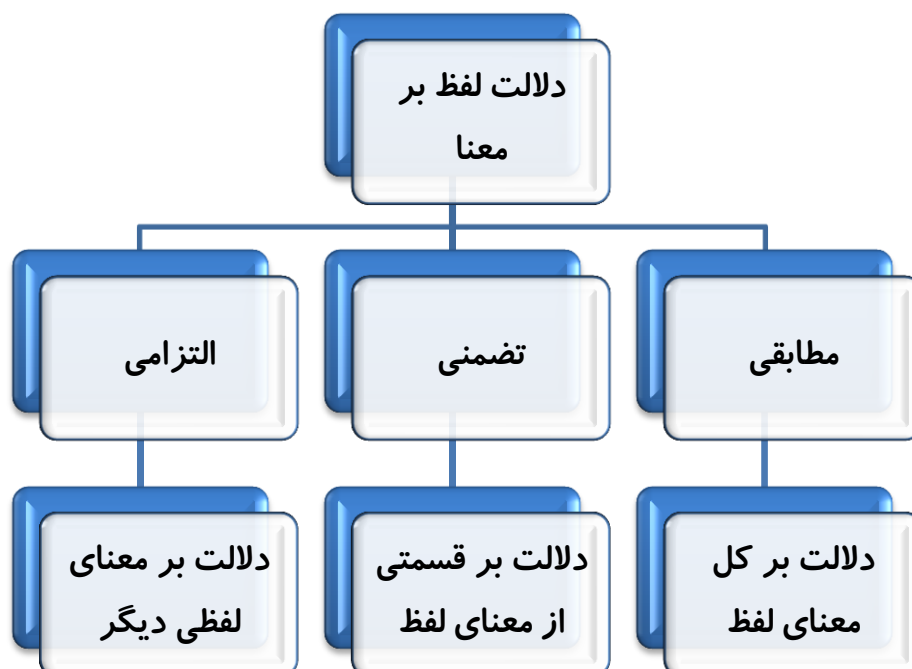 دلالت لفظ بر
معنا
مطابقی
تضمنی
التزامی
دلالت بر کل
معنای لفظ
دلالت بر قسمتی
از معنای لفظ
دلالت بر معنای
لفظی دیگر